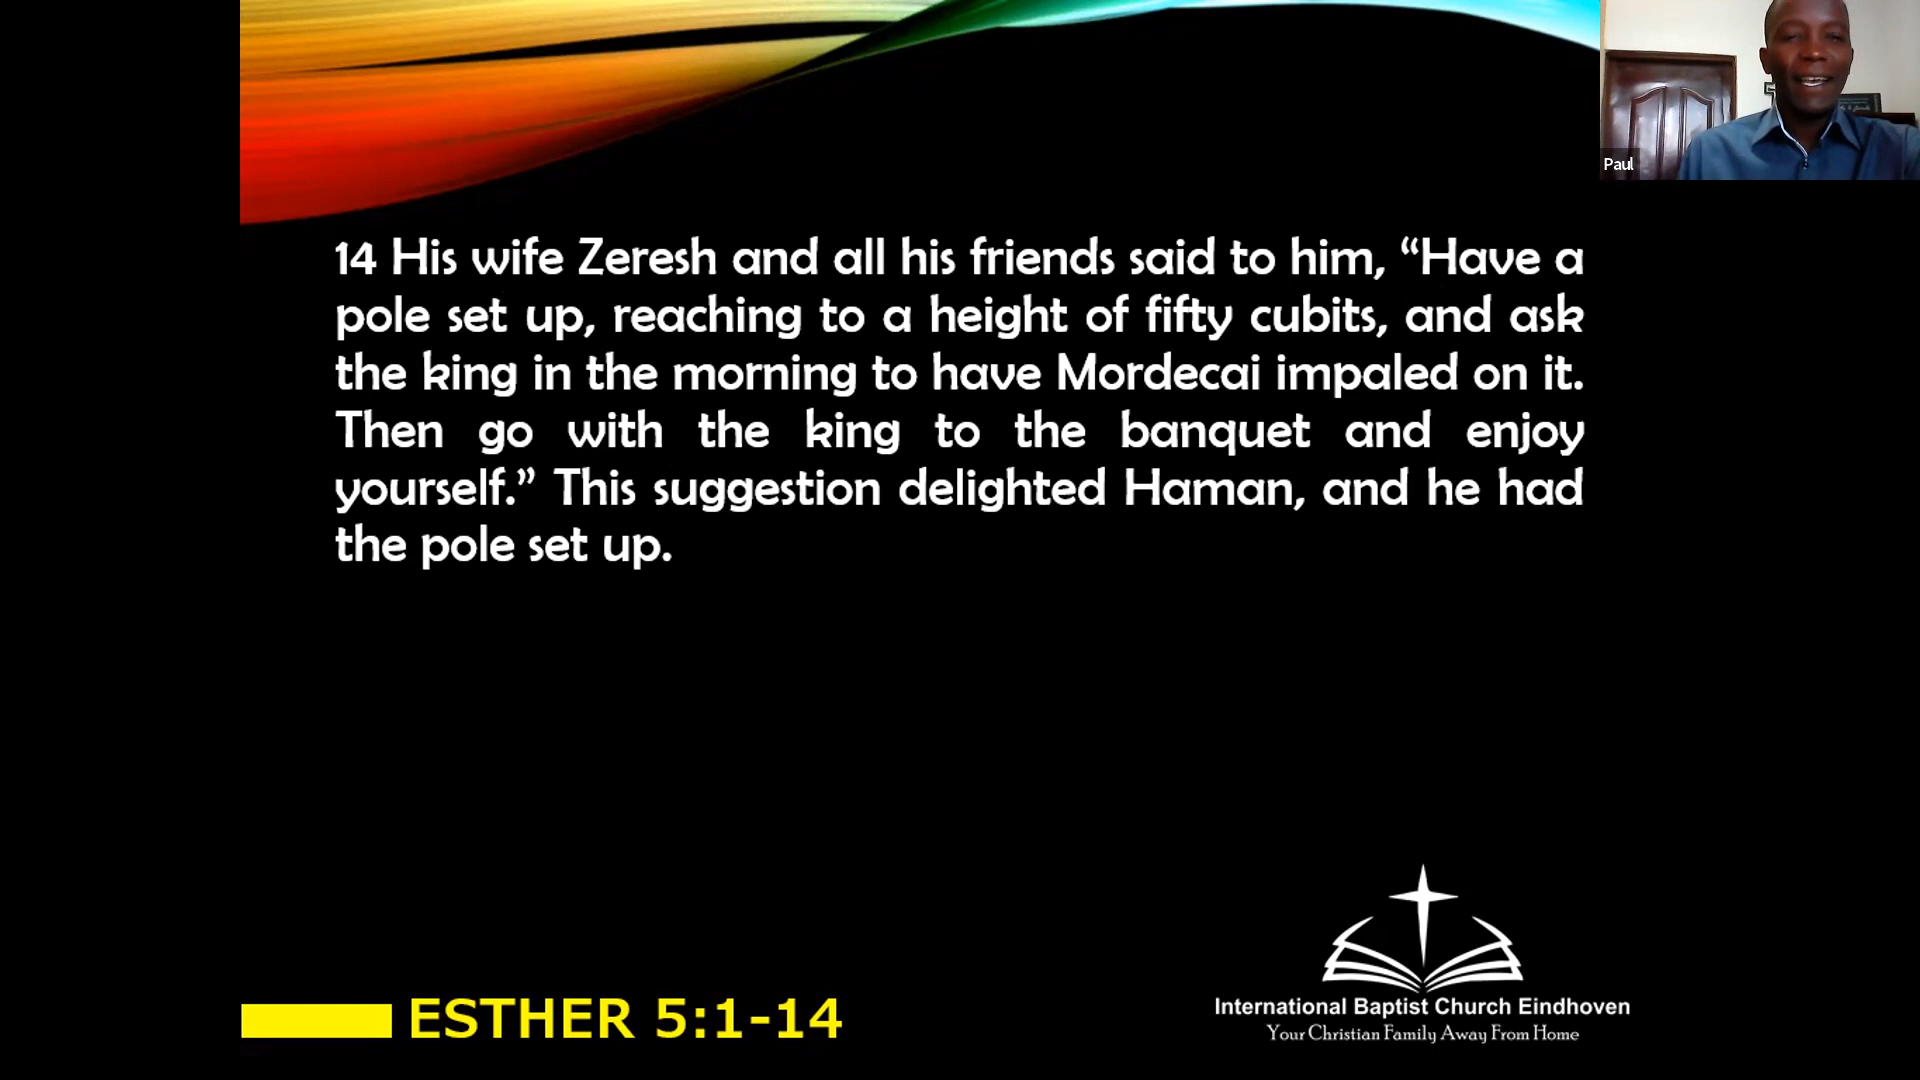 Paul
14 His wife Zeresh and all his friends said to him, “Have a
pole set up, reaching to a height of fifty cubits, and ask
the king in the morning to have Mordecai impaled on it.
Then go with the king to the banquet and enjoy
yourself.” This suggestion delighted Haman, and he had
the pole set up.
ESTHER 5:1-14
International Baptist Church Eindhoven
Your Christian Family Away From Home